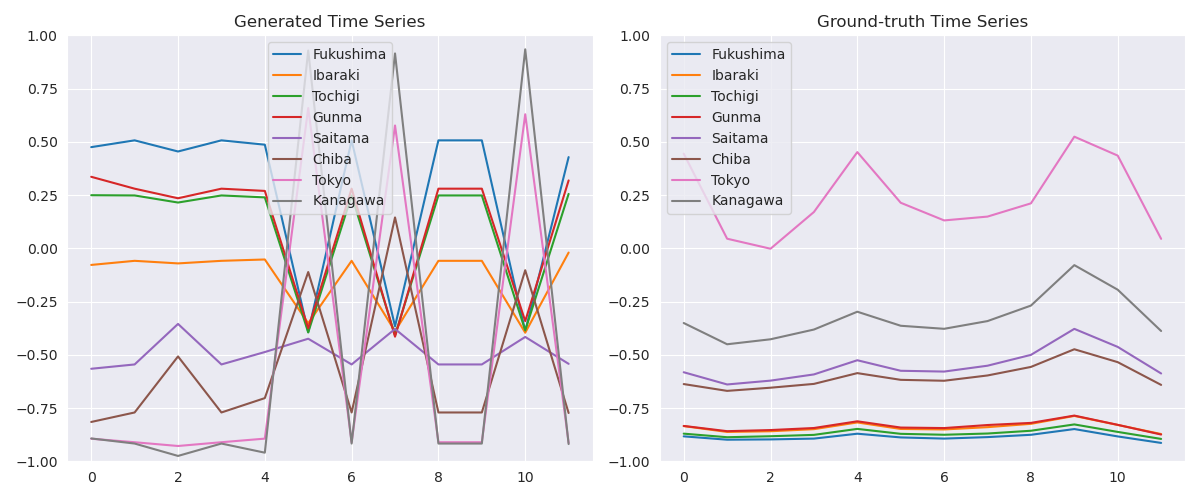 Generated Time Series
1.00
0.75
0.50
0.25
0.00
−0.25
−0.50
−0.75
−1.00
0 2 4 6 8 10
Fukushima
Ibaraki
Tochigi
Gunma
Saitama
Chiba
Tokyo
Kanagawa
Ground-truth Time Series
1.00
0.75
0.50
0.25
0.00
−0.25
−0.50
−0.75
−1.00
0 2 4 6 8 10
Fukushima
Ibaraki
Tochigi
Gunma
Saitama
Chiba
Tokyo
Kanagawa